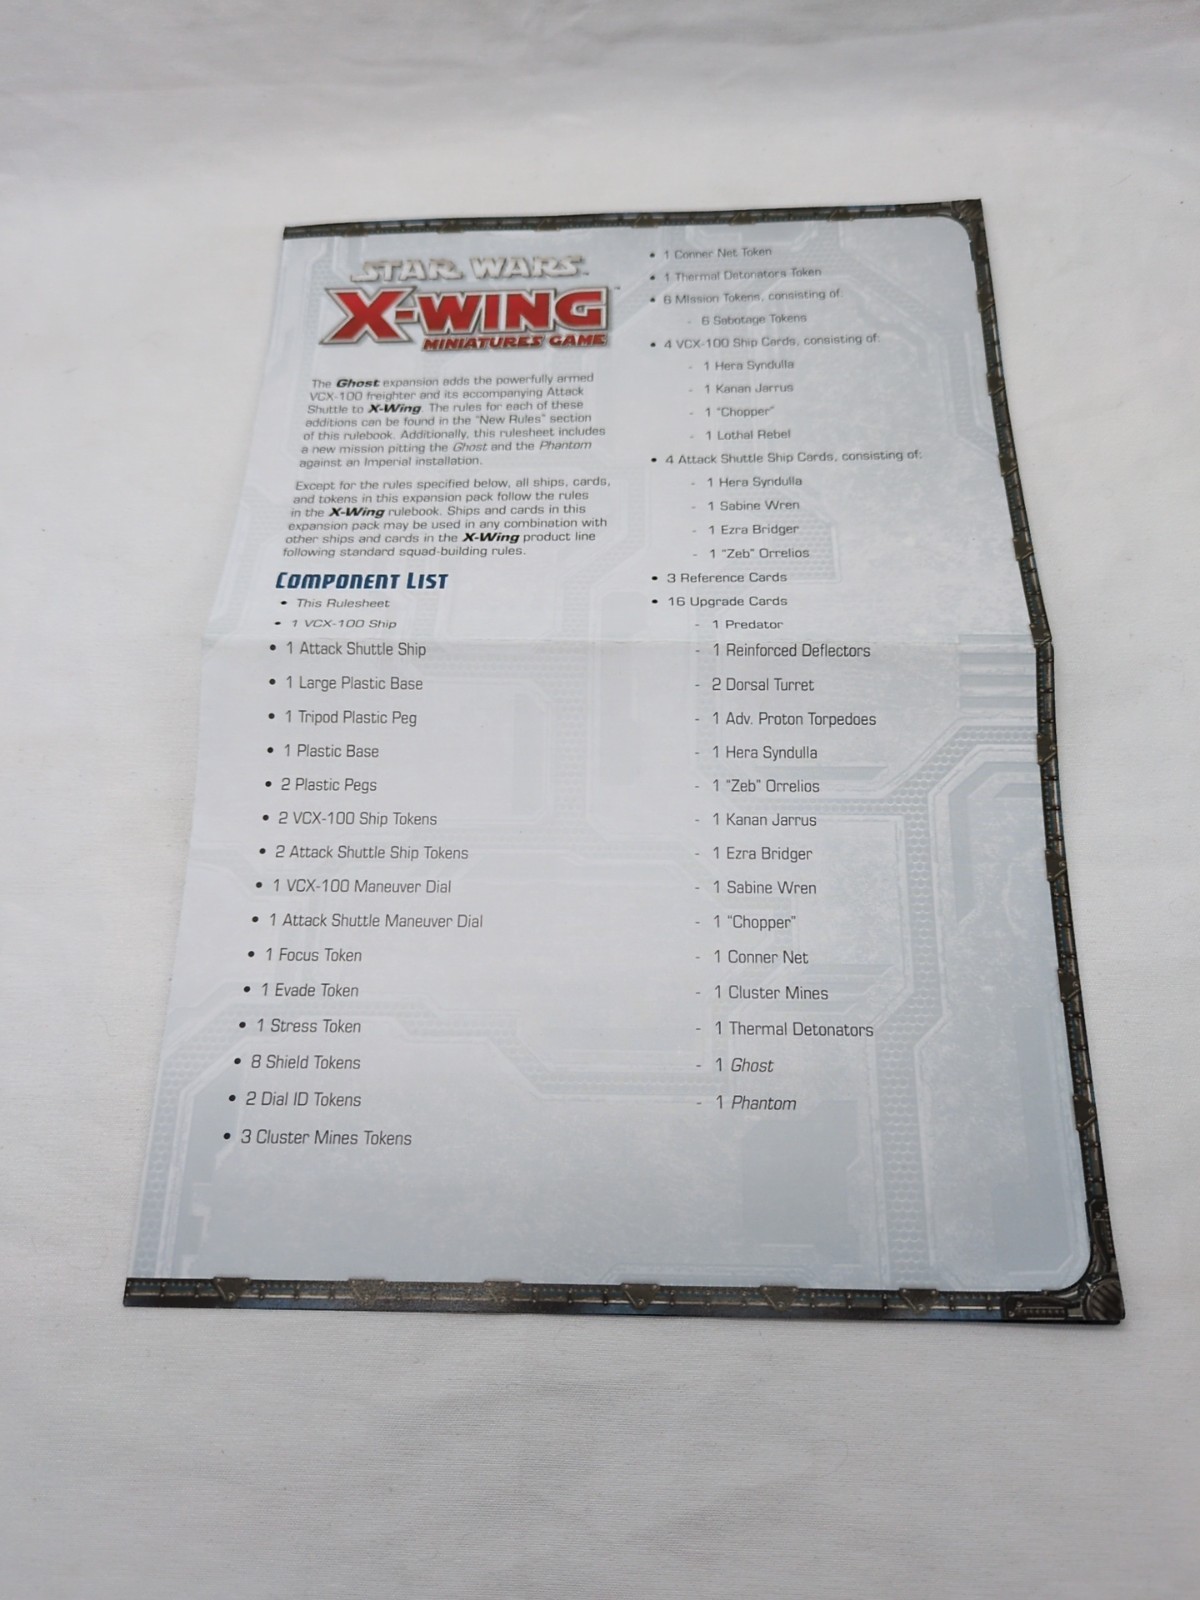 STAR WARS™
X-WING™
MINIATURES GAME
The Ghost expansion adds the powerfully armed
VCX-100 freighter and its accompanying Attack
Shuttle to X-Wing. The rules for each of these
additions can be found in the "New Rules" section
of this rulebook. Additionally, this rulesheet includes
a new mission pitting the Ghost and the Phantom
against an Imperial installation.
Except for the rules specified below, all ships, cards,
and tokens in this expansion pack follow the rules
in the X-Wing rulebook. Ships and cards in this
expansion pack may be used in any combination with
other ships and cards in the X-Wing product line
following standard squad-building rules.
COMPONENT LIST
• This Rulesheet
• 1 VCX-100 Ship
• 1 Attack Shuttle Ship
• 1 Large Plastic Base
• 1 Tripod Plastic Peg
• 1 Plastic Base
• 2 Plastic Pegs
• 2 VCX-100 Ship Tokens
• 2 Attack Shuttle Ship Tokens
• 1 VCX-100 Maneuver Dial
• 1 Attack Shuttle Maneuver Dial
• 1 Focus Token
• 1 Evade Token
• 1 Stress Token
• 8 Shield Tokens
• 2 Dial ID Tokens
• 3 Cluster Mines Tokens
• 1 Conner Net Token
• 1 Thermal Detonators Token
• 6 Mission Tokens, consisting of:
- 6 Sabotage Tokens
• 4 VCX-100 Ship Cards, consisting of:
- 1 Hera Syndulla
- 1 Kanan Jarrus
- 1 "Chopper"
- 1 Lothal Rebel
• 4 Attack Shuttle Ship Cards, consisting of:
- 1 Hera Syndulla
- 1 Sabine Wren
- 1 Ezra Bridger
- 1 "Zeb" Orrelios
• 3 Reference Cards
• 16 Upgrade Cards
- 1 Predator
- 1 Reinforced Deflectors
- 2 Dorsal Turret
- 1 Adv. Proton Torpedoes
- 1 Hera Syndulla
- 1 "Zeb" Orrelios
- 1 Kanan Jarrus
- 1 Ezra Bridger
- 1 Sabine Wren
- 1 "Chopper"
- 1 Conner Net
- 1 Cluster Mines
- 1 Thermal Detonators
- 1 Ghost
- 1 Phantom